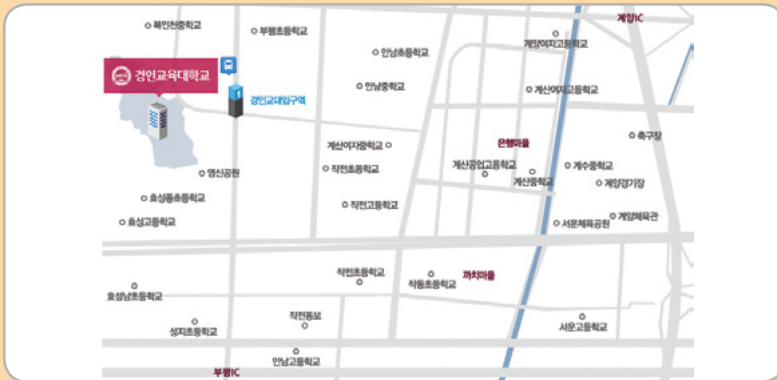 계양IC
북인천중학교
부평초등학교
계양여자고등학교
안남초등학교
경인교육대학교
안남중학교
계산여자고등학교
1
경인교대입구역
축구장
은행마을
계산여자중학교
계산공업고등학교
계수중학교
영신공원
직전초등학교
계산중학교
계양경기장
효성동초등학교
직전고등학교
효성고등학교
서운체육공원
계양체육관
직전초등학교
작동초등학교
까치마을
효성남초등학교
성지초등학교
직전동보
서운고등학교
안남고등학교
부평IC